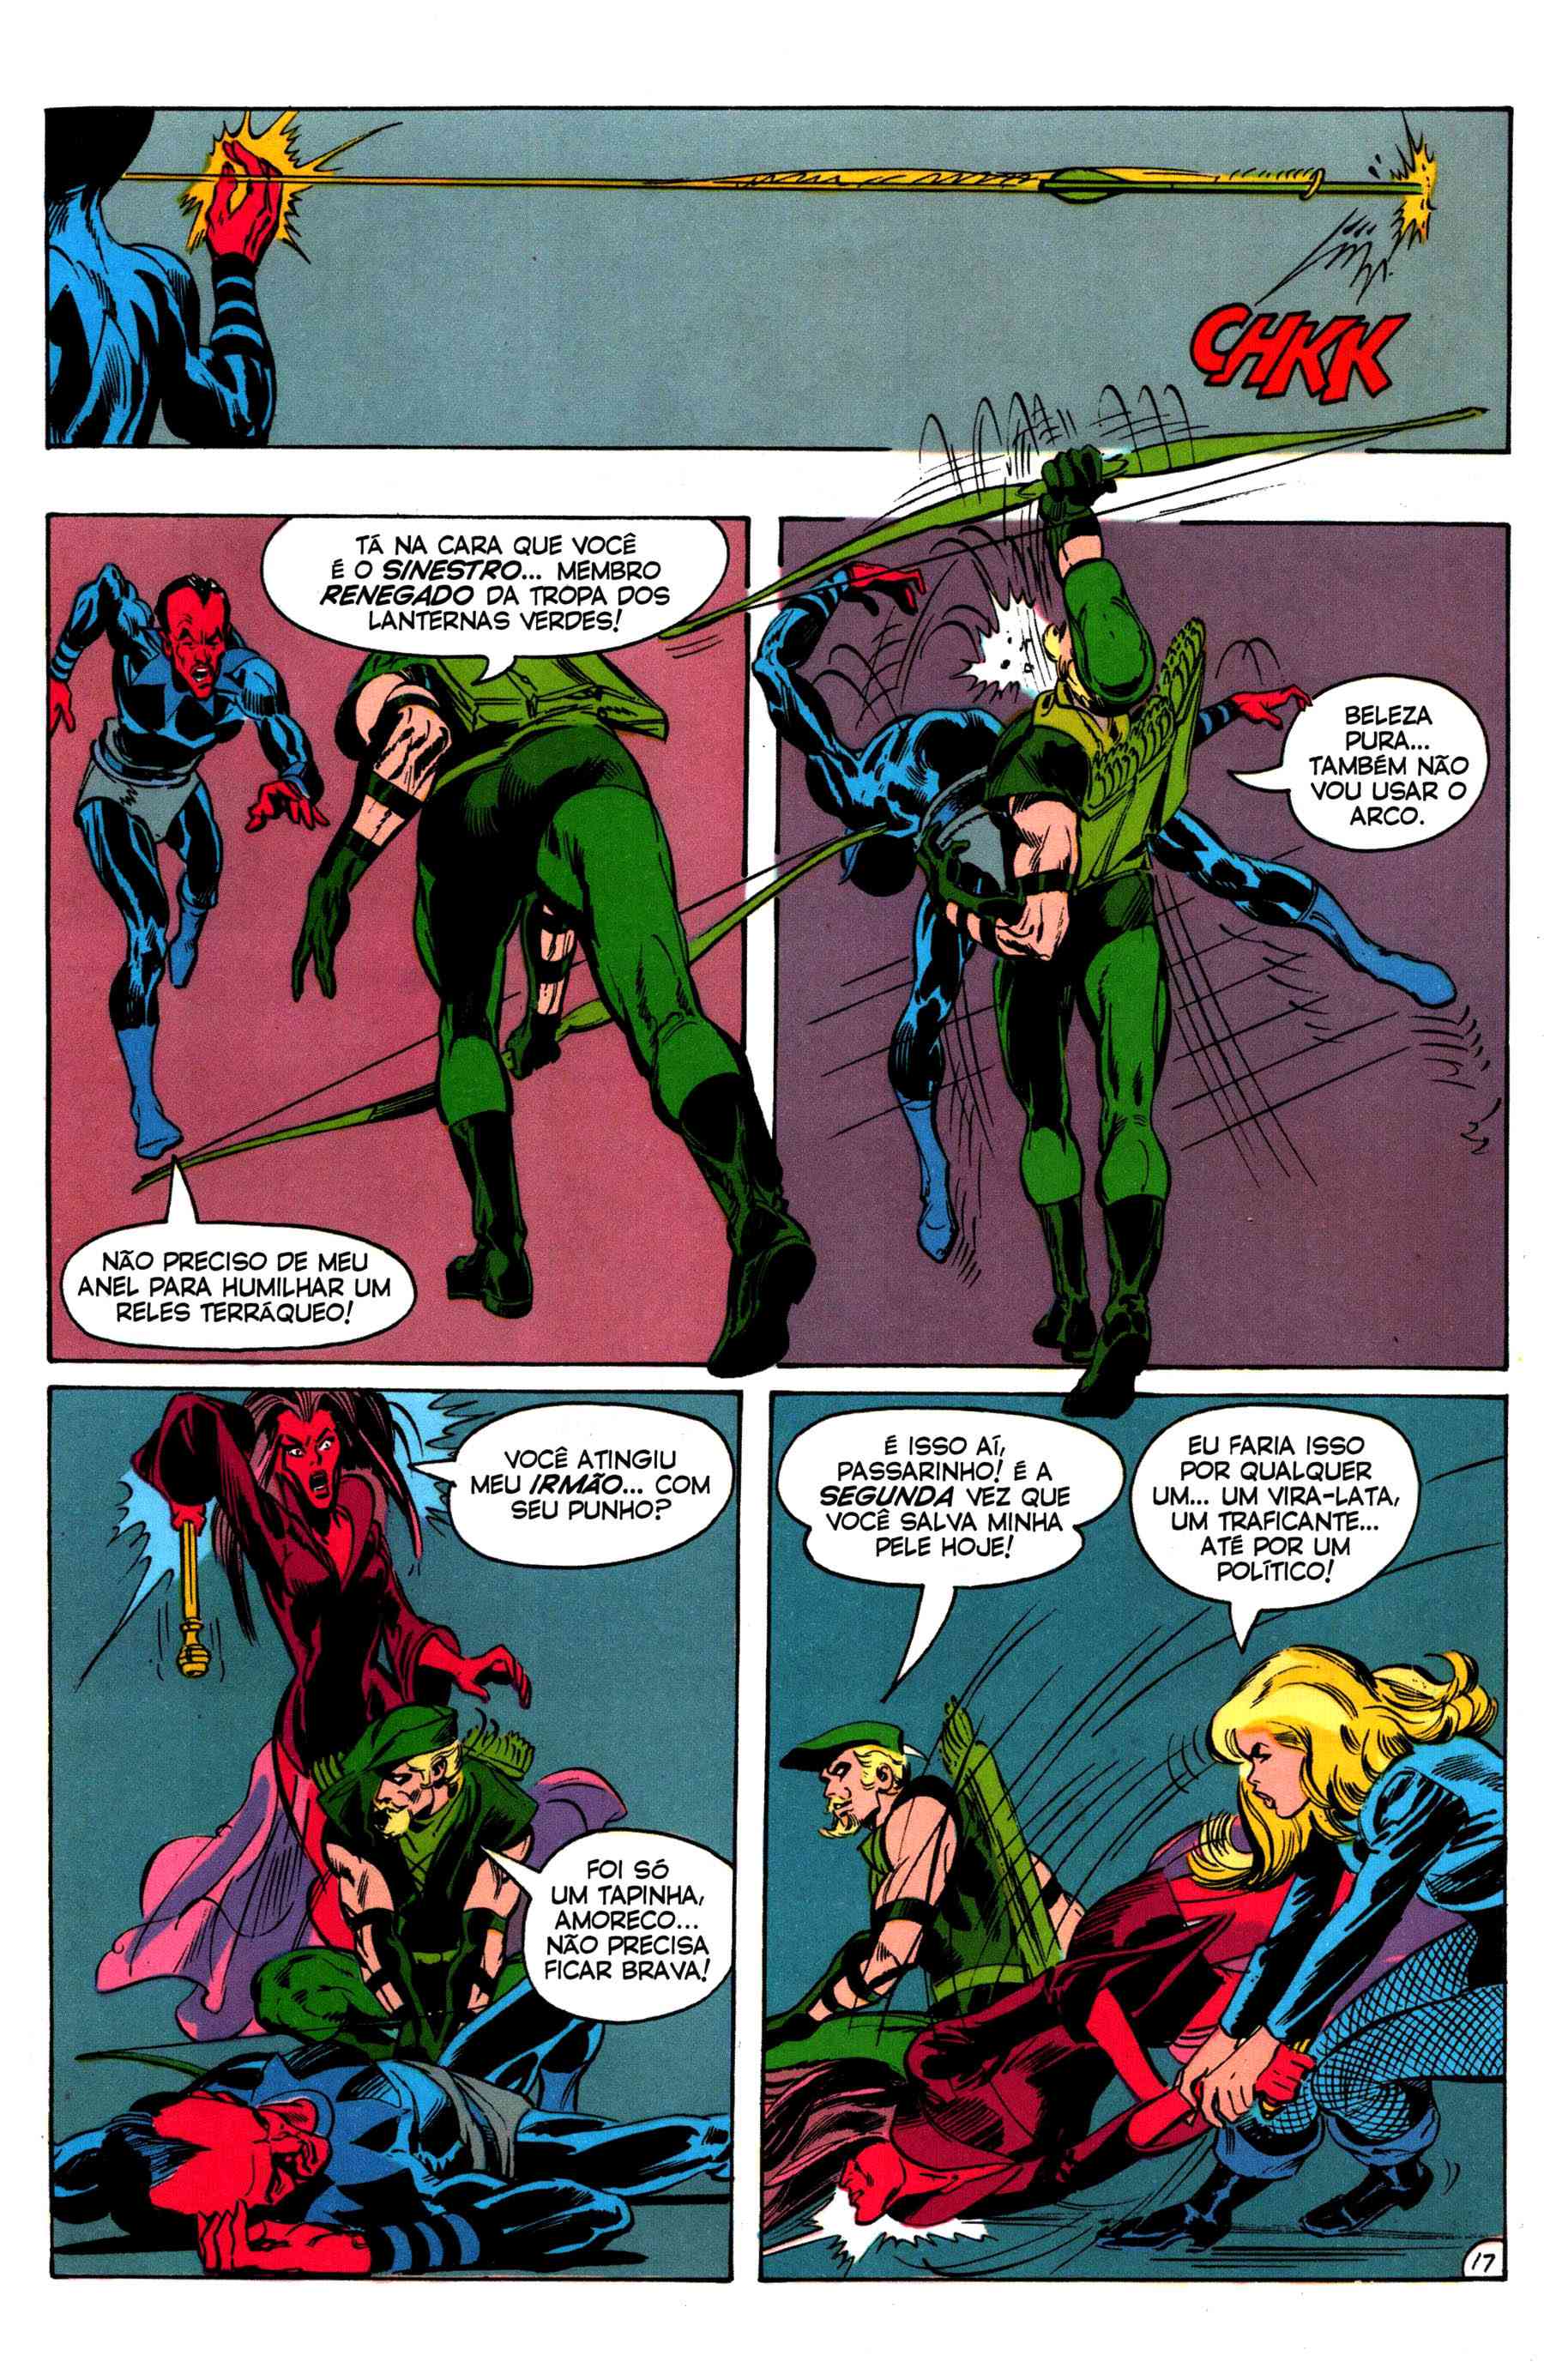 CHKK
TÁ NA CARA QUE VOCÊ
É O SINESTRO... MEMBRO
RENEGADO DA TROPA DOS
LANTERNAS VERDES!
NÃO PRECISO DE MEU
ANEL PARA HUMILHAR UM
RELES TERRÁQUEO!
BELEZA
PURA...
TAMBÉM NÃO
VOU USAR O
ARCO.
VOCÊ ATINGIU
MEU IRMÃO... COM
SEU PUNHO?
FOI SÓ
UM TAPINHA,
AMORECO...
NÃO PRECISA
FICAR BRAVA!
É ISSO AÍ,
PASSARINHO! É A
SEGUNDA VEZ QUE
VOCÊ SALVA MINHA
PELE HOJE!
EU FARIA ISSO
POR QUALQUER
UM... UM VIRA-LATA,
UM TRAFICANTE...
ATÉ POR UM
POLÍTICO!
17